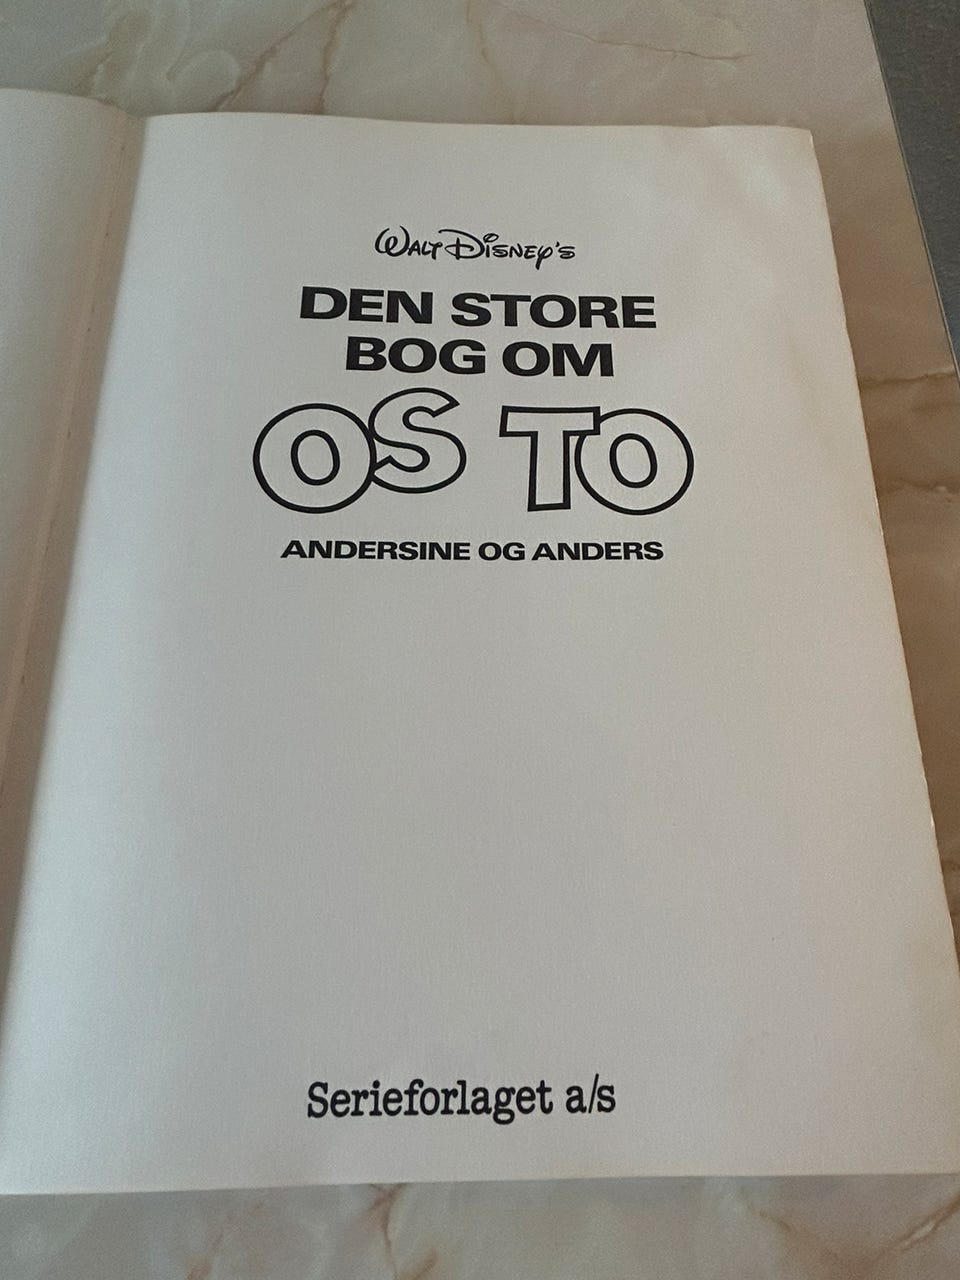 Walt Disney's
DEN STORE
BOG OM
OS TO
ANDERSINE OG ANDERS
Serieforlaget a/s